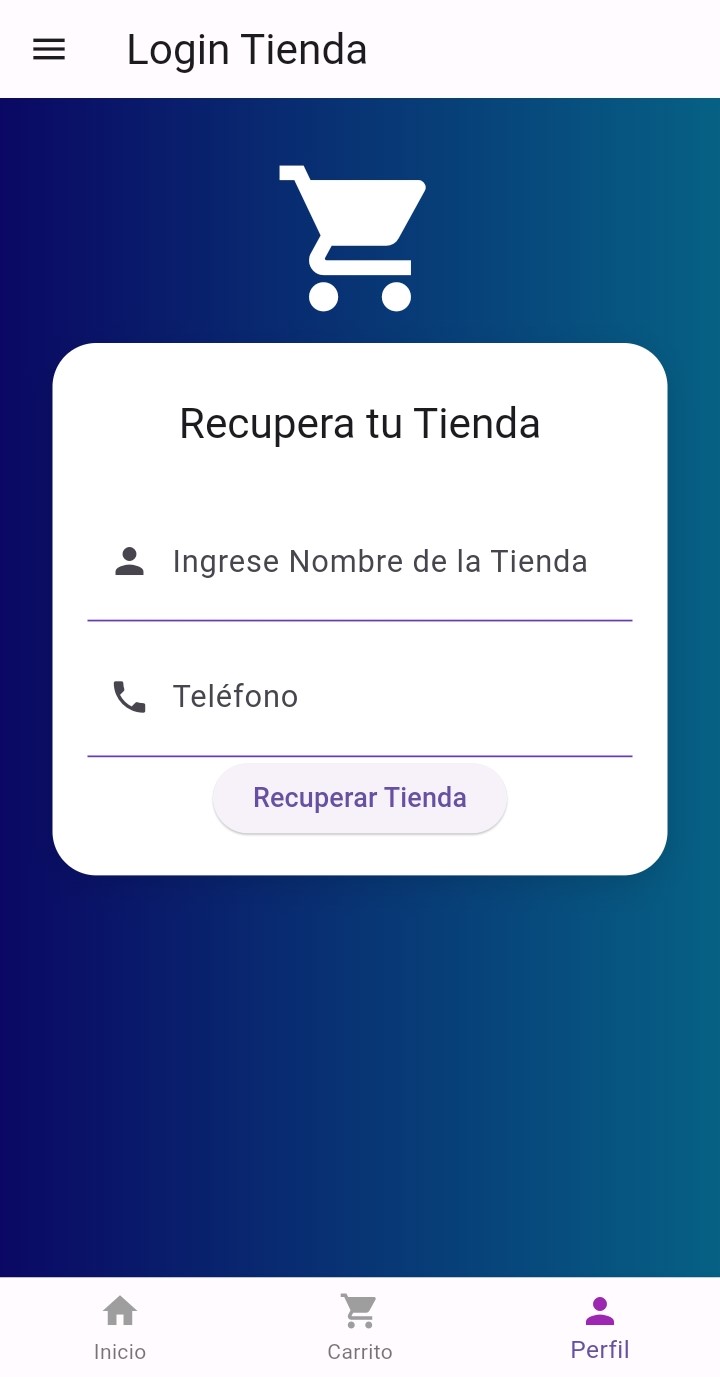 Login Tienda
Recupera tu Tienda
Ingrese Nombre de la Tienda
Teléfono
Recuperar Tienda
Inicio
Carrito
Perfil